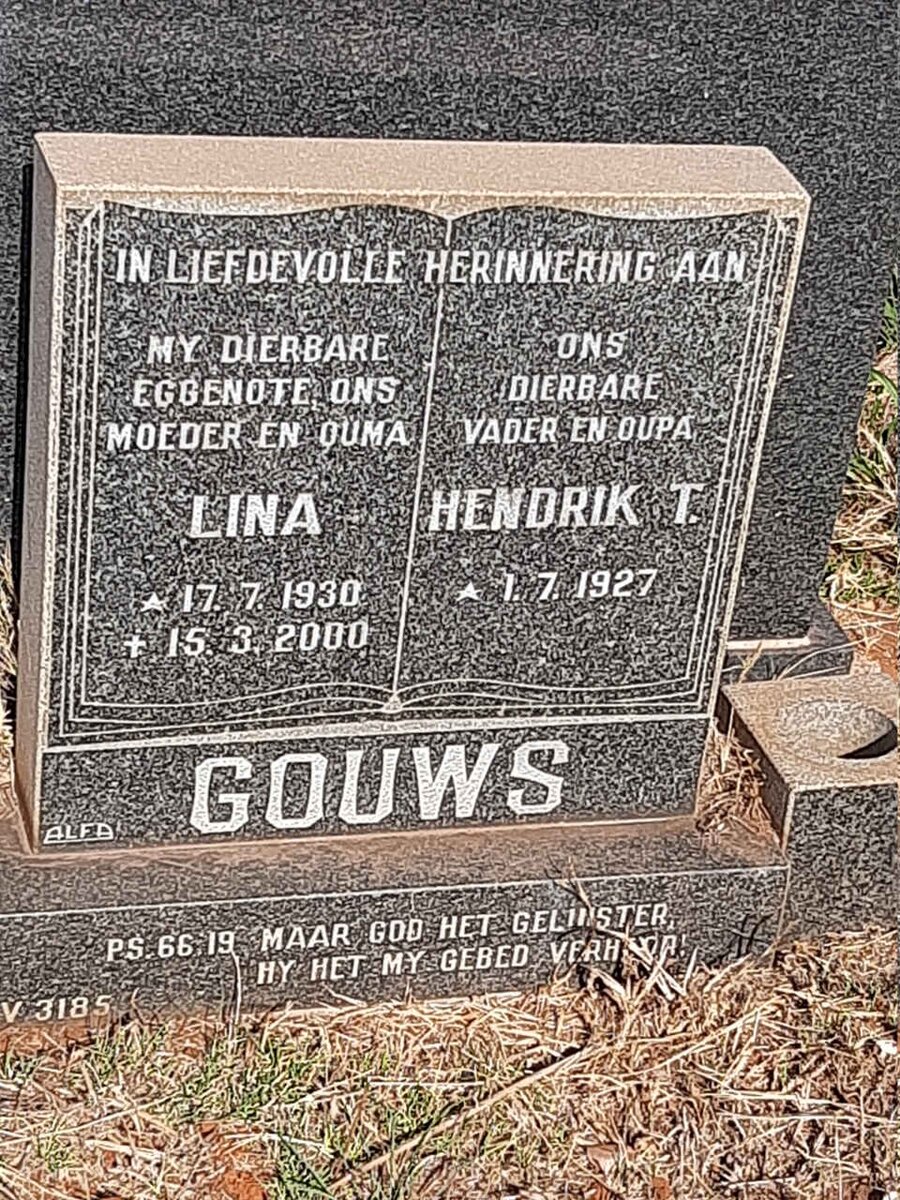 IN LIEFDEVOLLE HERINNERING AAN
MY DIERBARE
EGGENOTE, ONS
MOEDER EN OUMA
LINA
★ 17. 7. 1930
+ 15. 3. 2000
ONS
DIERBARE
VADER EN OUPA
HENDRIK T.
★ 1. 7. 1927
GOUWS
ALFA
PS. 66.19 MAAR GOD HET GELUISTER,
HY HET MY GEBED VERHOOR!
V 3185